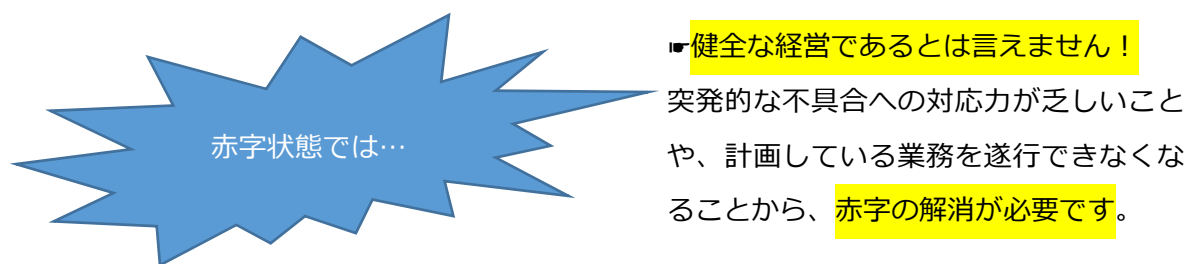 赤字状態では…
☛健全な経営であるとは言えません！
突発的な不具合への対応力が乏しいこと
や、計画している業務を遂行できなくな
ることから、赤字の解消が必要です。